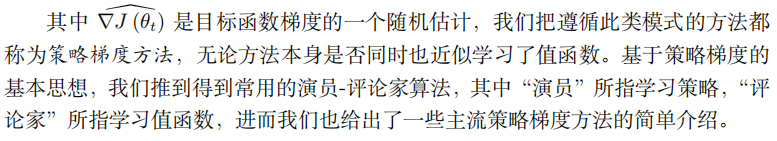 其中 $\widehat{\nabla J(\theta_t)}$ 是目标函数梯度的一个随机估计，我们把遵循此类模式的方法都
称为策略梯度方法，无论方法本身是否同时也近似学习了值函数。基于策略梯度的
基本思想，我们推到得到常用的演员-评论家算法，其中“演员”所指学习策略，“评
论家”所指学习值函数，进而我们也给出了一些主流策略梯度方法的简单介绍。